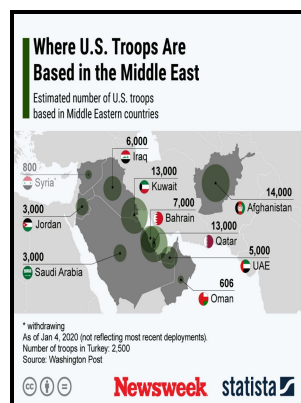 Where U.S. Troops Are
Based in the Middle East
Estimated number of U.S. troops
based in Middle Eastern countries
6,000
Iraq
800
Syria*
13,000
Kuwait
7,000
Bahrain
14,000
Afghanistan
3,000
Jordan
13,000
Qatar
3,000
Saudi Arabia
5,000
UAE
606
Oman
* withdrawing
As of Jan 4, 2020 (not reflecting most recent deployments).
Number of troops in Turkey: 2,500
Source: Washington Post
cc
Newsweek
statista